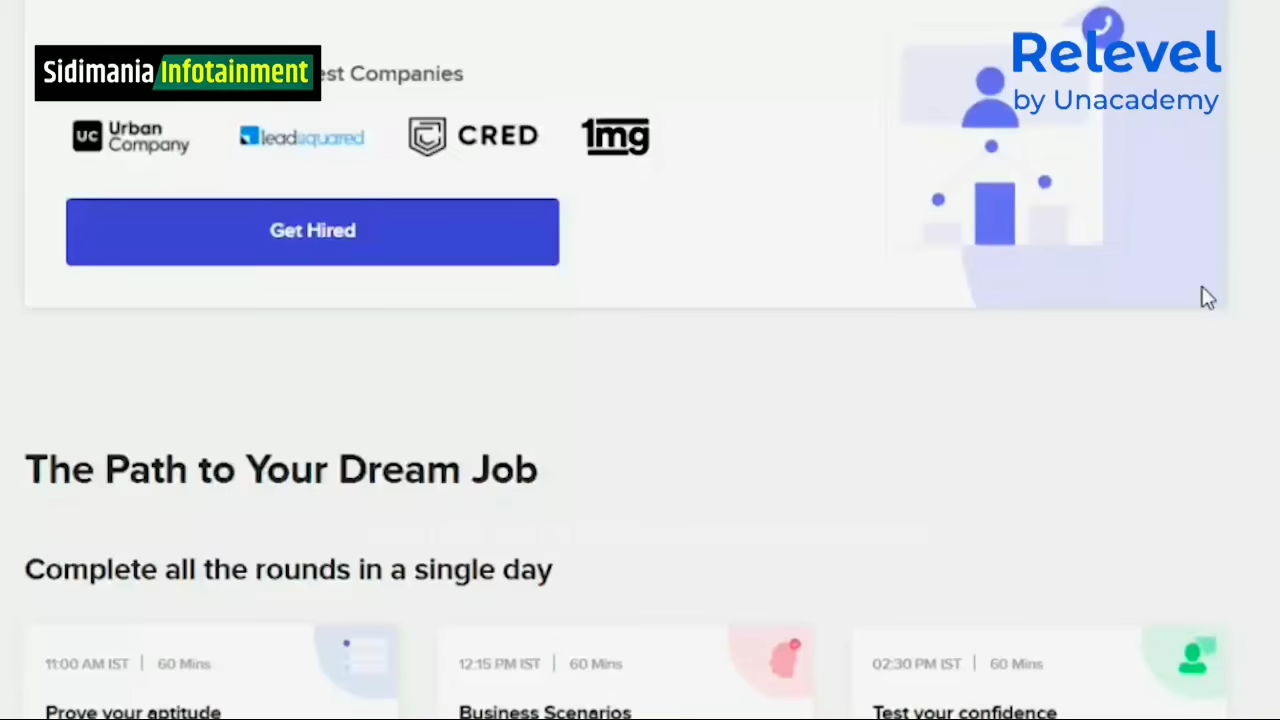 Sidimania Infotainment
est Companies
Relevel
by Unacademy
UC Urban Company
leadsquared
CRED
1mg
Get Hired
The Path to Your Dream Job
Complete all the rounds in a single day
11:00 AM IST | 60 Mins
12:15 PM IST | 60 Mins
02:30 PM IST | 60 Mins
Prove your aptitude
Business Scenarios
Test your confidence